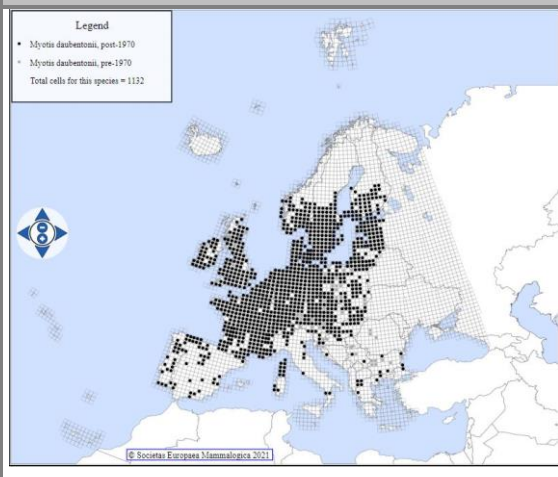 Legend
Myotis daubentonii, post-1970
Myotis daubentonii, pre-1970
Total cells for this species = 1132
© Societas Europaea Mammalogica 2021